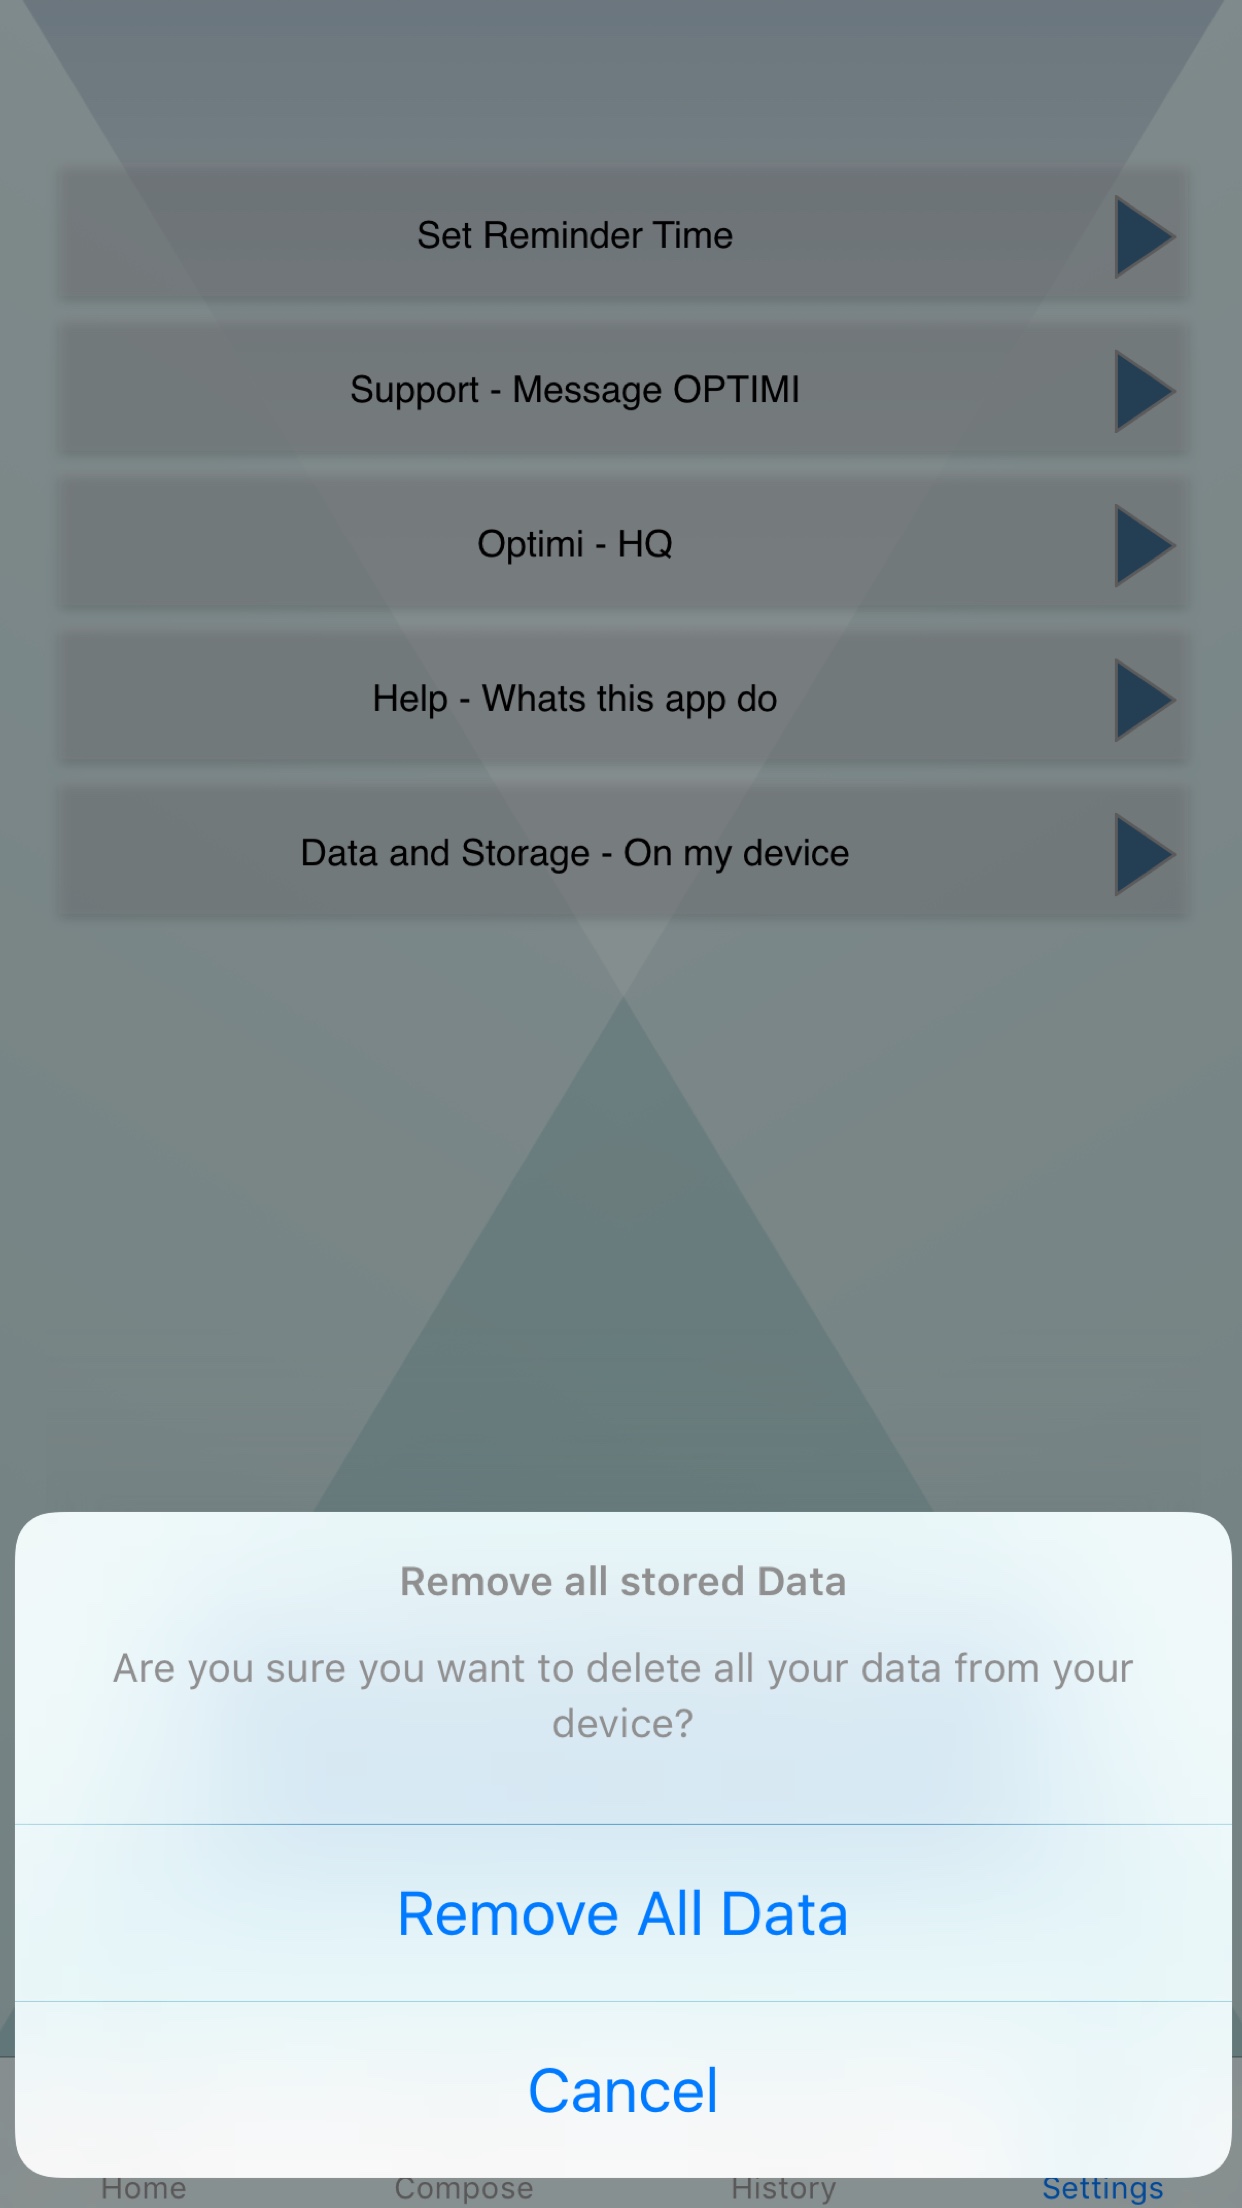 Set Reminder Time
Support - Message OPTIMI
Optimi - HQ
Help - Whats this app do
Data and Storage - On my device
Remove all stored Data
Are you sure you want to delete all your data from your
device?
Remove All Data
Cancel
Home Compose History Settings